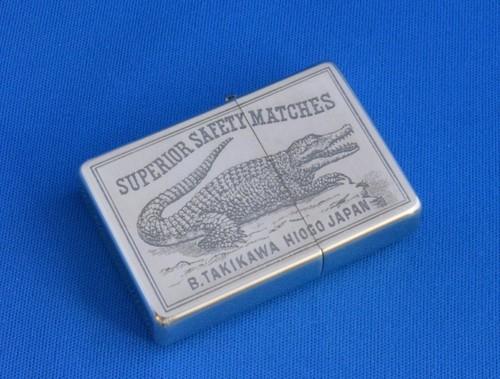 SUPERIOR SAFETY MATCHES
B.TAKIKAWA HIOGO JAPAN